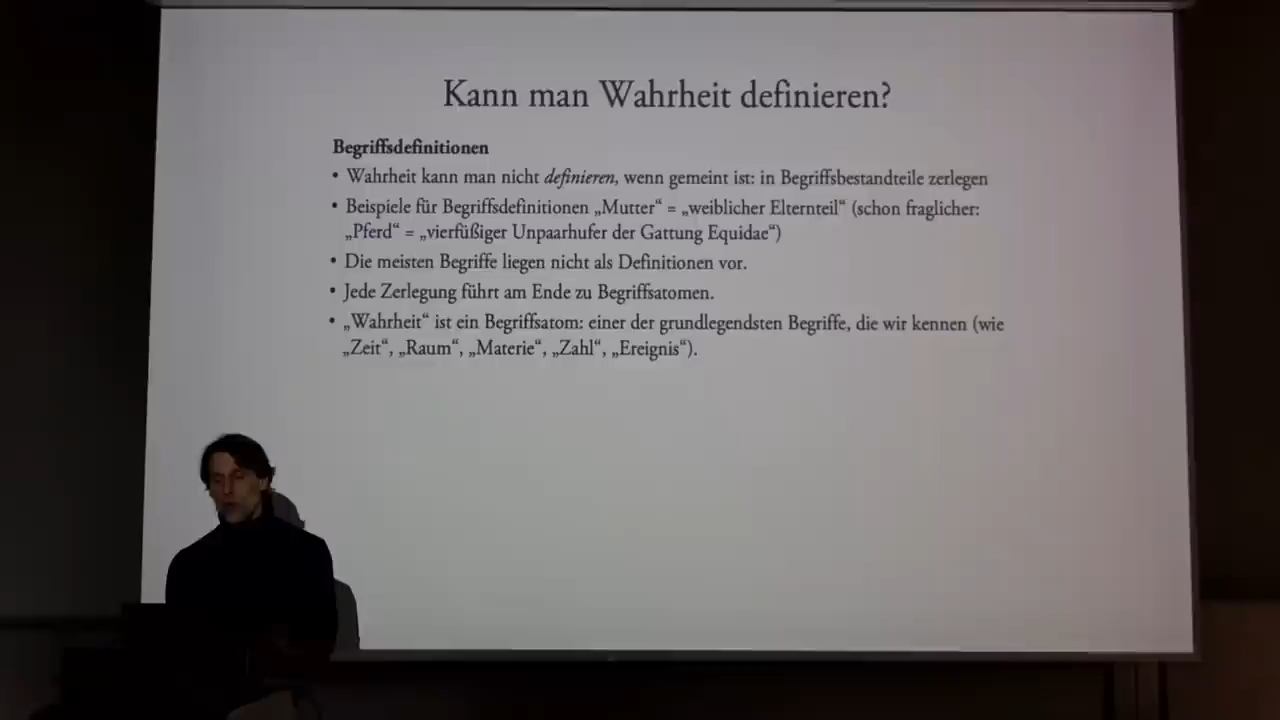 Kann man Wahrheit definieren?
Begriffsdefinitionen
• Wahrheit kann man nicht definieren, wenn gemeint ist: in Begriffsbestandteile zerlegen
• Beispiele für Begriffsdefinitionen „Mutter“ = „weiblicher Elternteil“ (schon fraglicher:
„Pferd“ = „vierfüßiger Unpaarhufer der Gattung Equidae“)
• Die meisten Begriffe liegen nicht als Definitionen vor.
• Jede Zerlegung führt am Ende zu Begriffsatomen.
• „Wahrheit“ ist ein Begriffsatom: einer der grundlegendsten Begriffe, die wir kennen (wie
„Zeit“, „Raum“, „Materie“, „Zahl“, „Ereignis“).